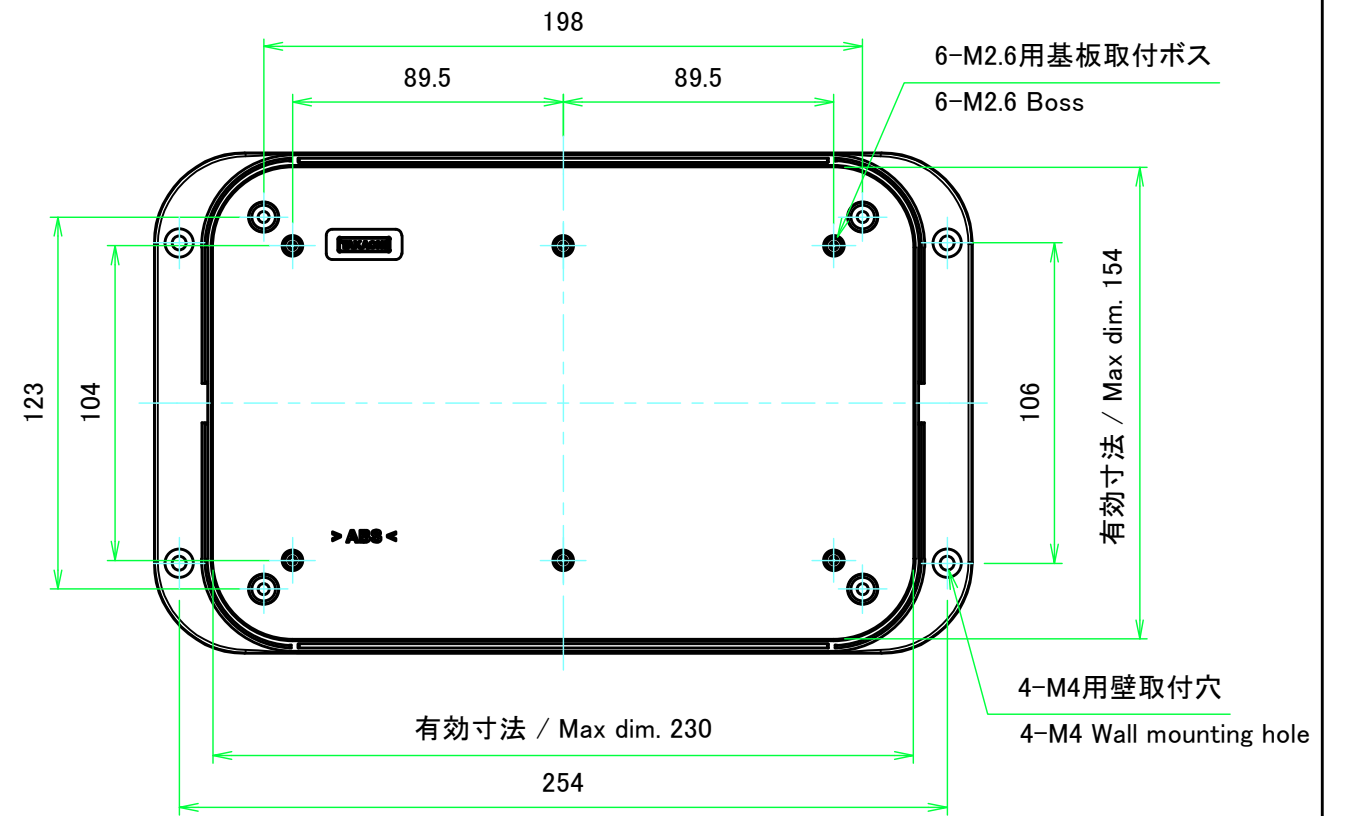 198
89.5
89.5
6-M2.6用基板取付ボス
6-M2.6 Boss
123
104
106
有効寸法 / Max dim. 154
> ABS <
4-M4用壁取付穴
4-M4 Wall mounting hole
有効寸法 / Max dim. 230
254